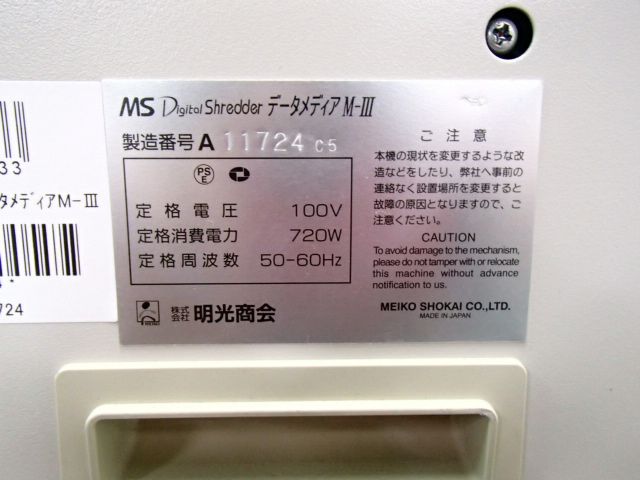 MS Digital Shredder データメディア M-III
製造番号 A 11724 C5
PS
E
定格電圧 100V
定格消費電力 720W
定格周波数 50-60Hz
株式
会社 明光商会
ご注意
本機の現状を変更するような改
造などをしたり、弊社へ事前の
連絡なく設置場所を変更すると
故障の原因となりますので、ご
注意ください。
CAUTION
To avoid damage to the mechanism,
please do not tamper with or relocate
this machine without advance
notification to us.
MEIKO SHOKAI CO.,LTD.
MADE IN JAPAN
33
タメディアM-III
724